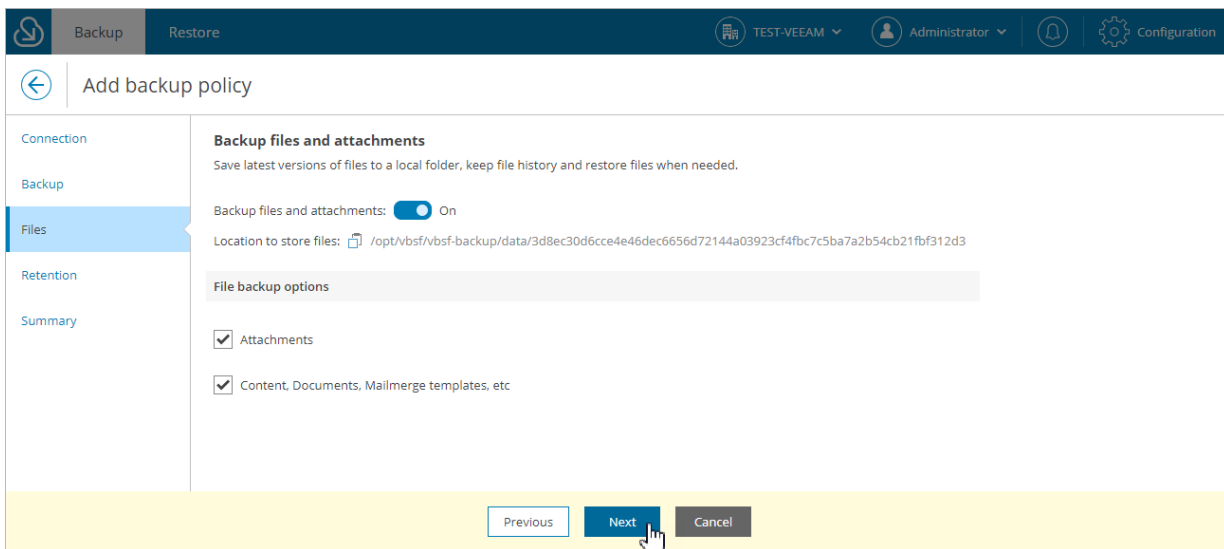 Backup
Restore
TEST-VEEAM
Administrator
Configuration
Add backup policy
Connection
Backup
Files
Retention
Summary
Backup files and attachments
Save latest versions of files to a local folder, keep file history and restore files when needed.
Backup files and attachments: On
Location to store files: /opt/vbsf/vbsf-backup/data/3d8ec30d6cce4e46dec6656d72144a03923cf4fbc7c5ba7a2b54cb21fbf312d3
File backup options
Attachments
Content, Documents, Mailmerge templates, etc
Previous
Next
Cancel